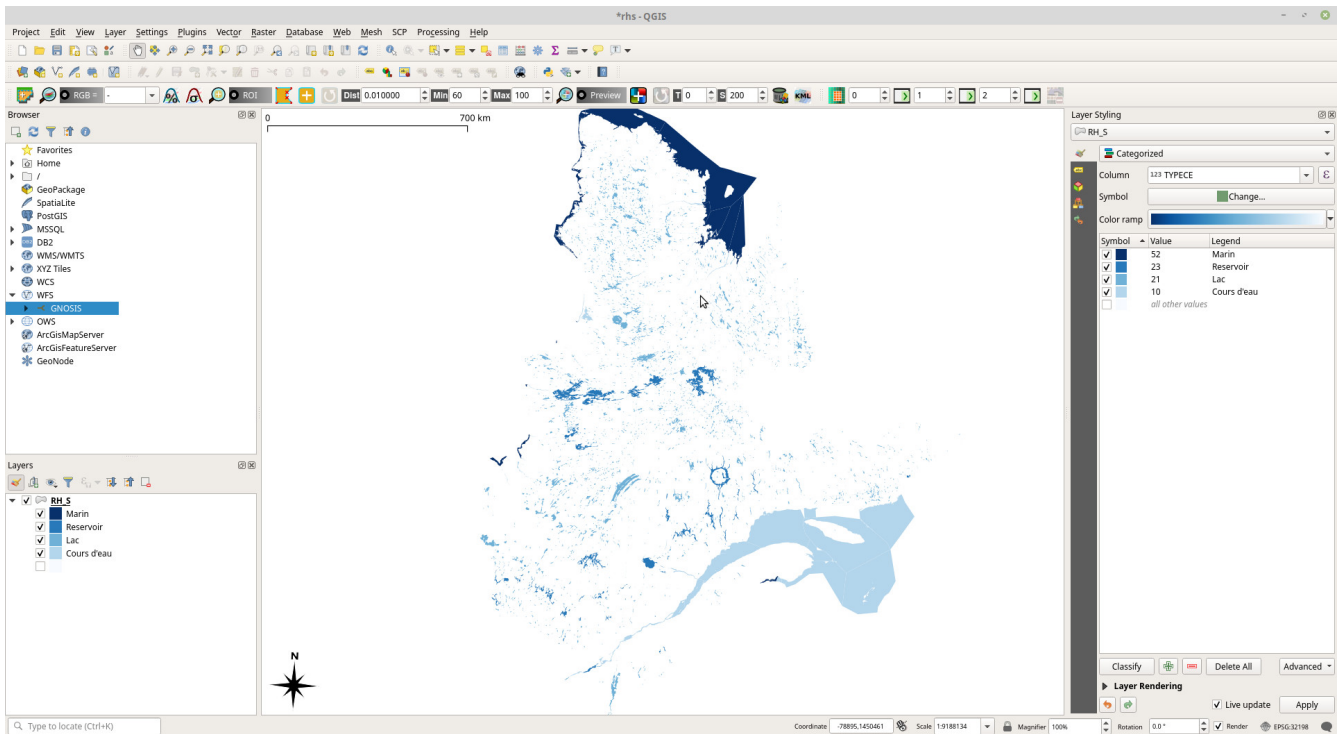 *rhs - QGIS
Project Edit View Layer Settings Plugins Vector Raster Database Web Mesh SCP Processing Help
RGB = - ROI Dist 0.010000 Min 60 Max 100 Preview T 0 S 200 KML 0 1 2
Browser
Favorites
Home
/
GeoPackage
SpatiaLite
PostGIS
MSSQL
DB2
WMS/WMTS
XYZ Tiles
WCS
WFS
GNOSIS
OWS
ArcGisMapServer
ArcGisFeatureServer
GeoNode
Layers
RH_S
Marin
Reservoir
Lac
Cours d'eau
0 700 km
N
Layer Styling
RH_S
Categorized
Column 123 TYPECE ε
Symbol Change...
Color ramp
Symbol Value Legend
52 Marin
23 Reservoir
21 Lac
10 Cours d'eau
all other values
Classify Delete All Advanced
Layer Rendering
Live update Apply
Type to locate (Ctrl+K) Coordinate -78895,1450461 Scale 1:9188134 Magnifier 100% Rotation 0.0° Render EPSG:32198